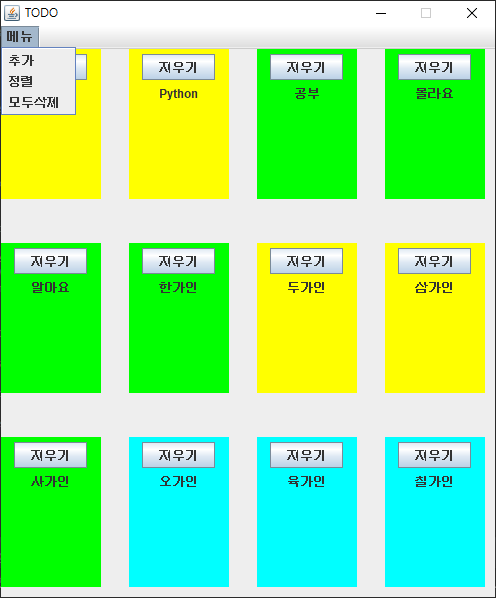 TODO
메뉴
추가
정렬
모두삭제
지우기
Python
지우기
공부
지우기
몰라요
지우기
알아요
지우기
한가인
지우기
두가인
지우기
삼가인
지우기
사가인
지우기
오가인
지우기
육가인
지우기
칠가인